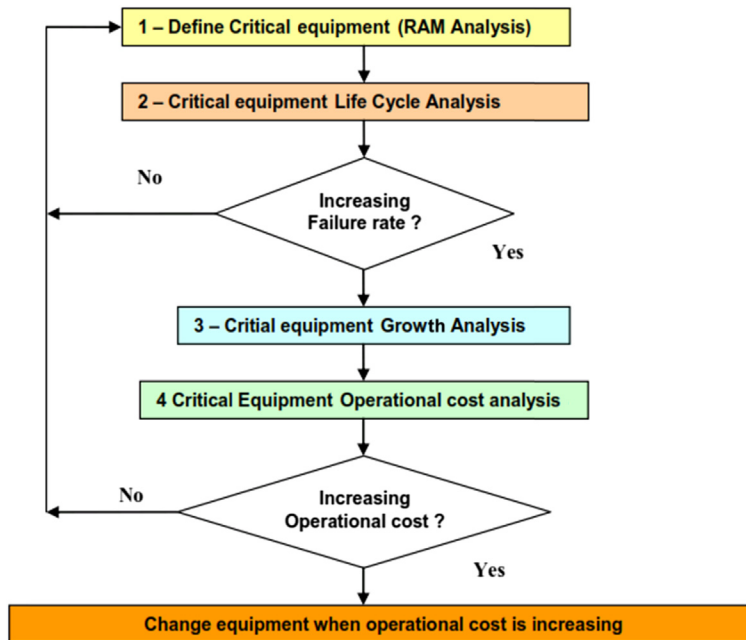 1 – Define Critical equipment (RAM Analysis)
2 – Critical equipment Life Cycle Analysis
No
Increasing
Failure rate ?
Yes
3 – Critial equipment Growth Analysis
4 Critical Equipment Operational cost analysis
No
Increasing
Operational cost ?
Yes
Change equipment when operational cost is increasing